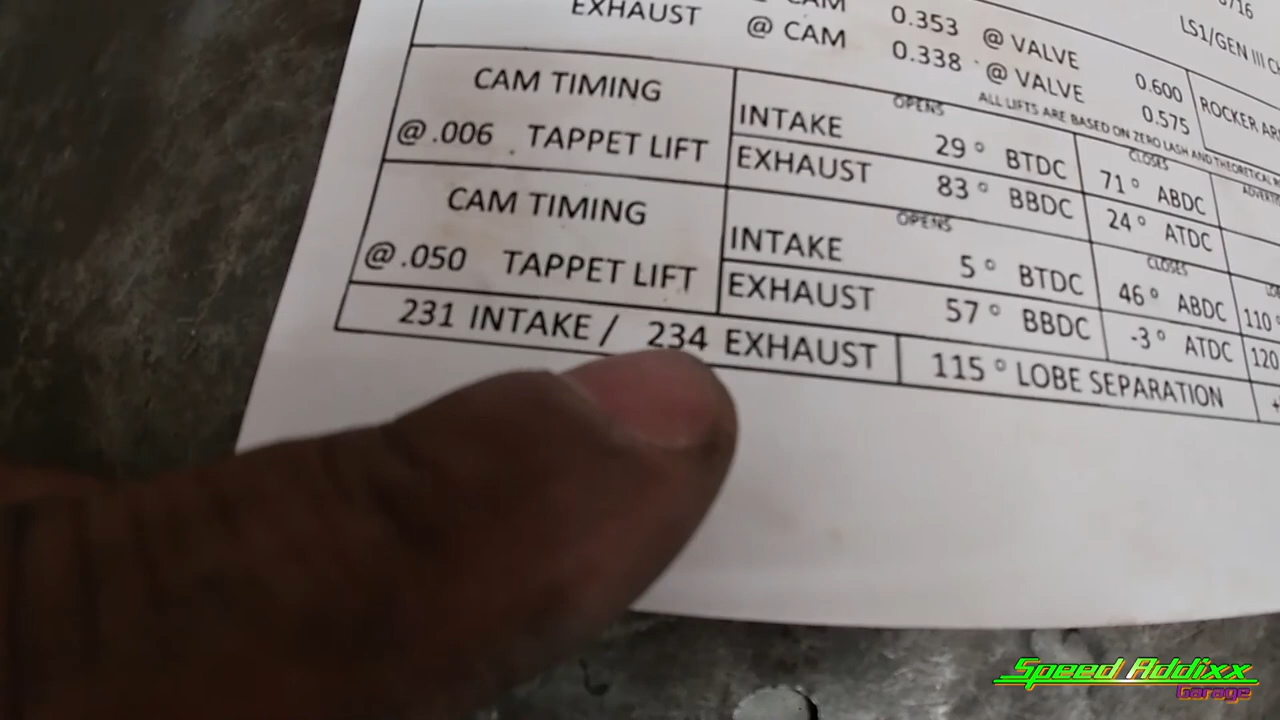 CAM 0.353 @ VALVE 0.600
EXHAUST @ CAM 0.338 @ VALVE 0.575
LS1/GEN III
ROCKER
ALL LIFTS ARE BASED ON ZERO LASH AND THEORETICAL
CAM TIMING
@ .006 TAPPET LIFT
OPENS CLOSES
INTAKE 29° BTDC 71° ABDC
EXHAUST 83° BBDC 24° ATDC
CAM TIMING
@ .050 TAPPET LIFT
OPENS CLOSES
INTAKE 5° BTDC 46° ABDC 110°
EXHAUST 57° BBDC -3° ATDC 120
231 INTAKE / 234 EXHAUST 115° LOBE SEPARATION
Speed Addixx
Garage